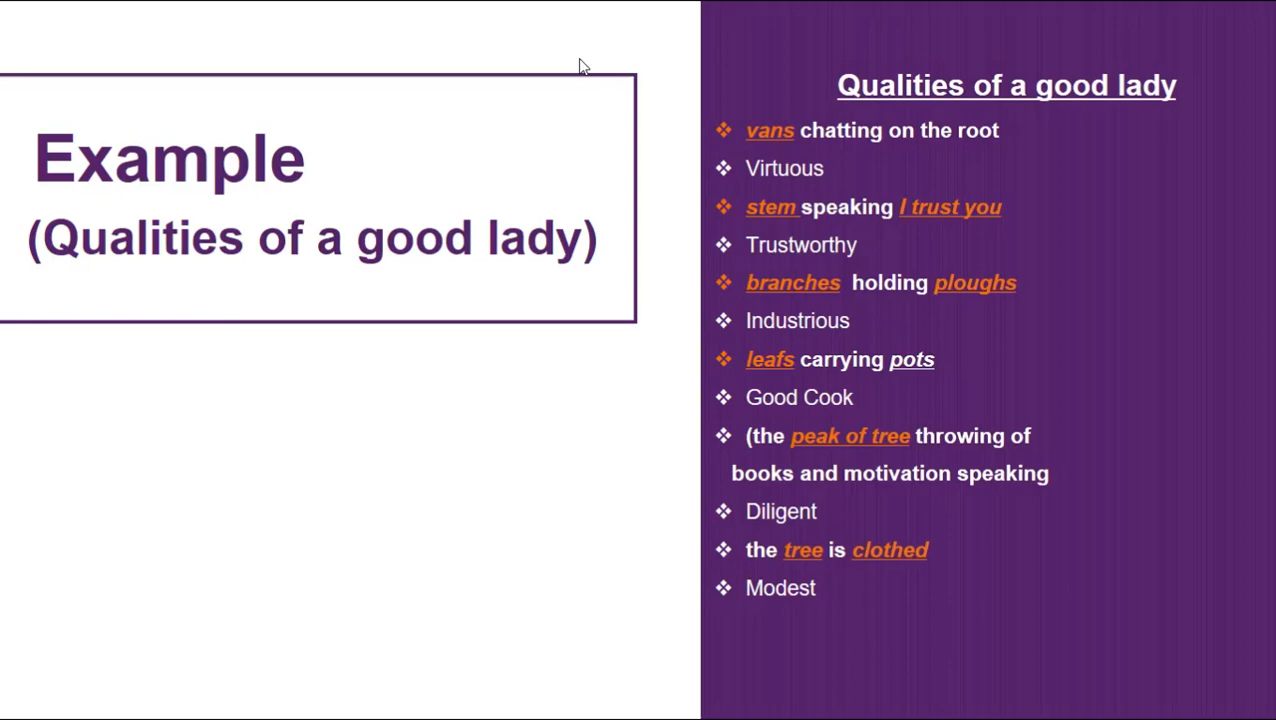 Example
(Qualities of a good lady)
Qualities of a good lady
vans chatting on the root
Virtuous
stem speaking I trust you
Trustworthy
branches holding ploughs
Industrious
leafs carrying pots
Good Cook
(the peak of tree throwing of
books and motivation speaking
Diligent
the tree is clothed
Modest